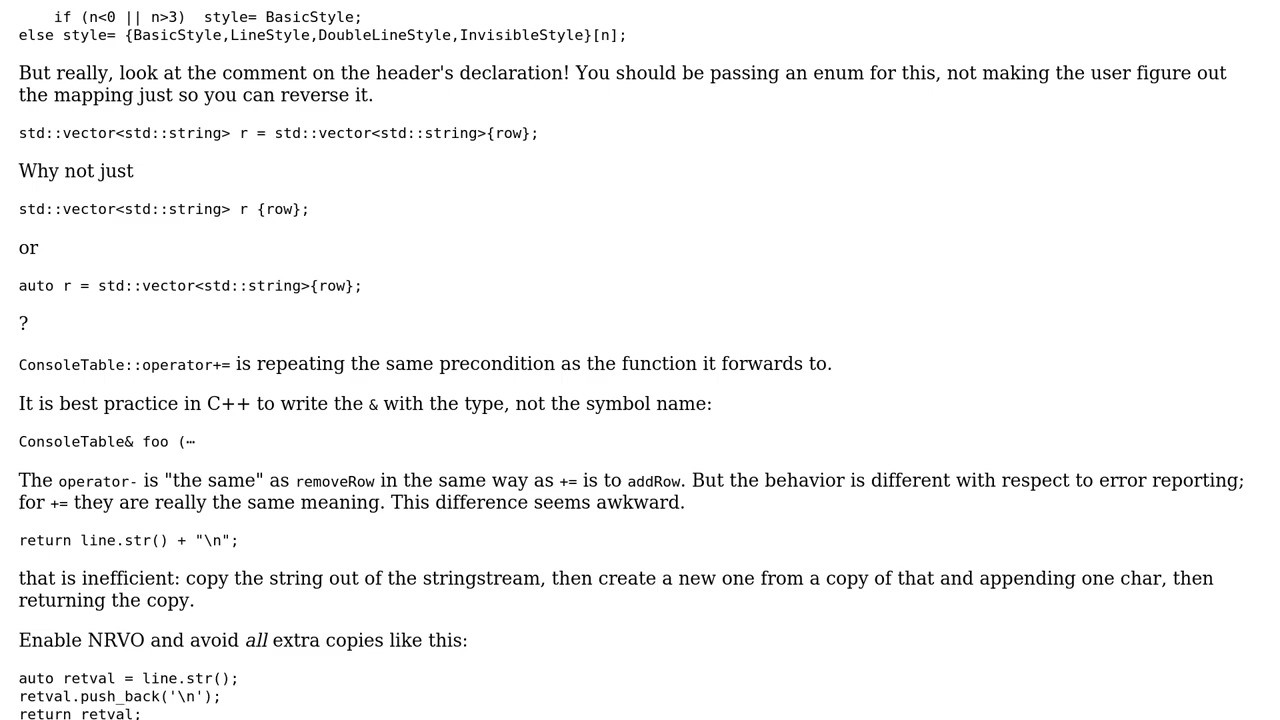 if (n<0 || n>3)  style= BasicStyle;
else style= {BasicStyle,LineStyle,DoubleLineStyle,InvisibleStyle}[n];
But really, look at the comment on the header's declaration! You should be passing an enum for this, not making the user figure out
the mapping just so you can reverse it.
std::vector<std::string> r = std::vector<std::string>{row};
Why not just
std::vector<std::string> r {row};
or
auto r = std::vector<std::string>{row};
?
ConsoleTable::operator+= is repeating the same precondition as the function it forwards to.
It is best practice in C++ to write the & with the type, not the symbol name:
ConsoleTable& foo (⋯
The operator- is "the same" as removeRow in the same way as += is to addRow. But the behavior is different with respect to error reporting;
for += they are really the same meaning. This difference seems awkward.
return line.str() + "\n";
that is inefficient: copy the string out of the stringstream, then create a new one from a copy of that and appending one char, then
returning the copy.
Enable NRVO and avoid all extra copies like this:
auto retval = line.str();
retval.push_back('\n');
return retval;